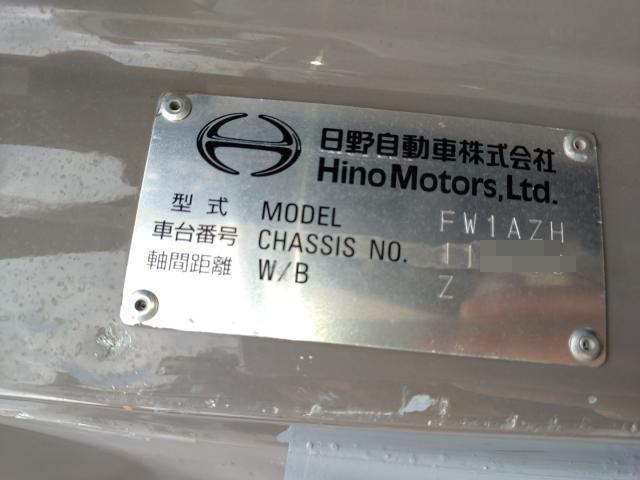 日野自動車株式会社
Hino Motors, Ltd.
型式 MODEL FW1AZH
車台番号 CHASSIS NO. 11
軸間距離 W/B Z